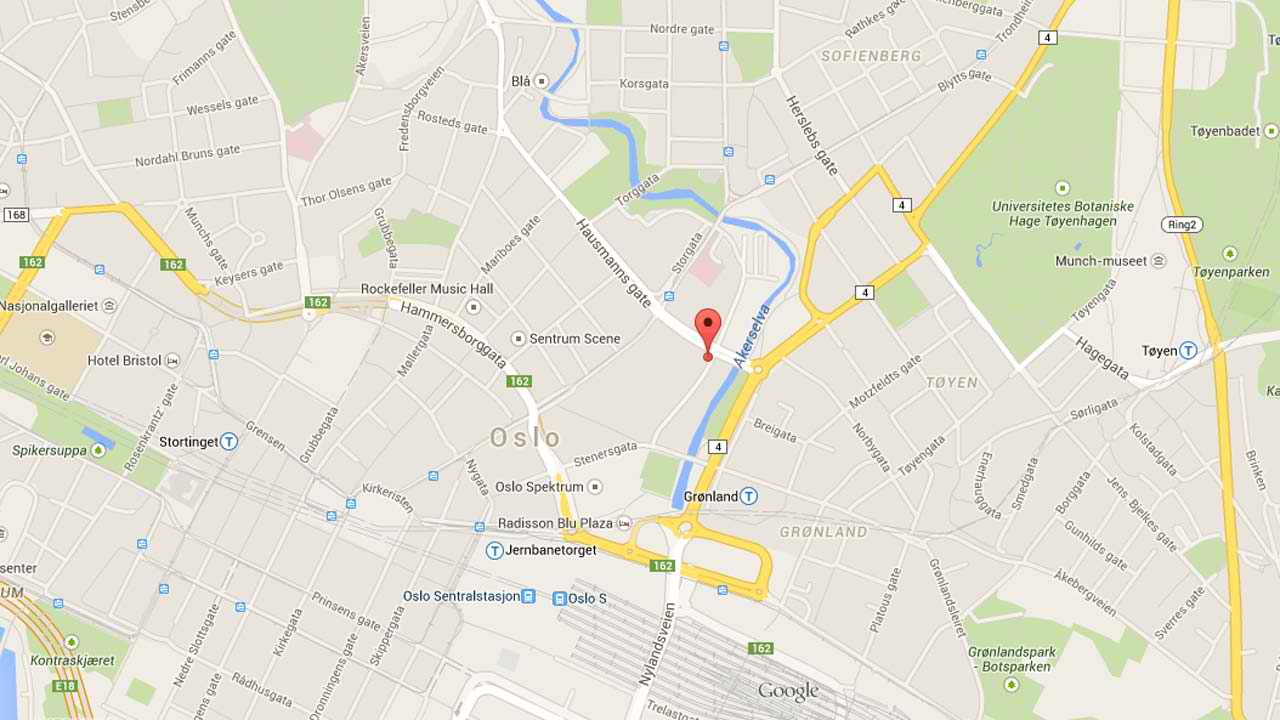 Nordre gate
Rathkes gate
Trondhei
4
SOFIENBERG
Akersveien
Frimanns gate
Blå
Korsgata
Blytts gate
Fredensborgveien
Wessels gate
Rosteds gate
Herslebs gate
Tøyenbadet
Nordahl Bruns gate
Thor Olsens gate
Torggata
Universitetes Botaniske
Hage Tøyenhagen
168
4
Ring2
Munchs gate
Grubbegata
Mariboes gate
Hausmanns gate
Storgata
Munch-museet
Tøyenparken
162
162
Keysers gate
Rockefeller Music Hall
4
Tøyengata
Nasjonalgalleriet
162
Hammersborggata
Sentrum Scene
Akerselva
Hotel Bristol
Møllergata
Hagegata
Tøyen
T
Johans gate
162
Motzfeldts gate
TØYEN
Sørligata
Rosenkrantz' gate
Grubbegata
Oslo
Breigata
Stortinget
T
Grensen
Spikersuppa
Stenersgata
4
Norbygata
Tøyengata
Kolstadgata
Nygata
Oslo Spektrum
Enerhauggata
Smedgata
Borggata
Jens Bjelkes gate
Brinken
Kirkeristen
Grønland
T
Radisson Blu Plaza
GRØNLAND
Gunhilds gate
T
Jernbanetorget
162
senter
UM
Oslo Sentralstasjon
Oslo S
Prinsens gate
Platous gate
Grønlandsleiret
Åkebergveien
Sverres gate
Nedre Slottsgate
Kirkegata
Skippergata
Nylandsveien
Kontraskjæret
162
Grønlandspark
- Botsparken
E18
Rådhusgata
Dronningens gate
Google
Trelastgata